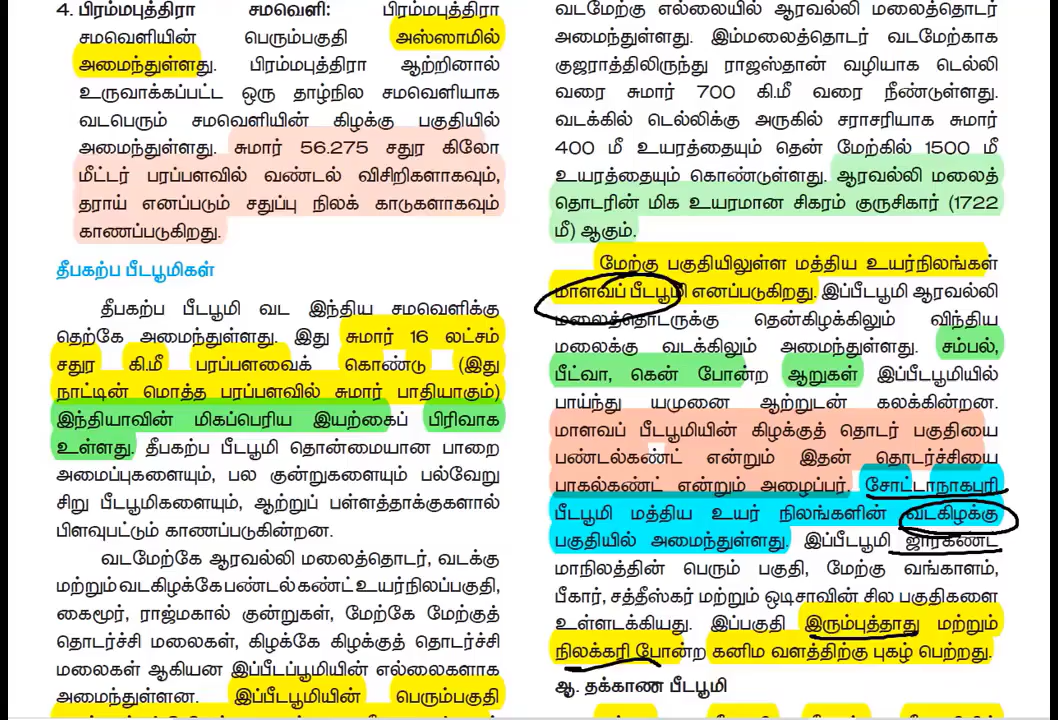 4. பிரம்மபுத்திரா சமவெளி: பிரம்மபுத்திரா
சமவெளியின் பெரும்பகுதி அஸ்ஸாமில்
அமைந்துள்ளது. பிரம்மபுத்திரா ஆற்றினால்
உருவாக்கப்பட்ட ஒரு தாழ்நில சமவெளியாக
வடபெரும் சமவெளியின் கிழக்கு பகுதியில்
அமைந்துள்ளது. சுமார் 56.275 சதுர கிலோ
மீட்டர் பரப்பளவில் வண்டல் விசிறிகளாகவும்,
தராய் எனப்படும் சதுப்பு நிலக் காடுகளாகவும்
காணப்படுகிறது.
தீபகற்ப பீடபூமிகள்
தீபகற்ப பீடபூமி வட இந்திய சமவெளிக்கு
தெற்கே அமைந்துள்ளது. இது சுமார் 16 லட்சம்
சதுர கி.மீ பரப்பளவைக் கொண்டு (இது
நாட்டின் மொத்த பரப்பளவில் சுமார் பாதியாகும்)
இந்தியாவின் மிகப்பெரிய இயற்கைப் பிரிவாக
உள்ளது. தீபகற்ப பீடபூமி தொன்மையான பாறை
அமைப்புகளையும், பல குன்றுகளையும் பல்வேறு
சிறு பீடபூமிகளையும், ஆற்றுப் பள்ளத்தாக்குகளால்
பிளவுபட்டும் காணப்படுகின்றன.
வடமேற்கே ஆரவல்லி மலைத்தொடர், வடக்கு
மற்றும் வடகிழக்கே பண்டல்கண்ட் உயர்நிலப்பகுதி,
கைமூர், ராஜ்மகால் குன்றுகள், மேற்கே மேற்குத்
தொடர்ச்சி மலைகள், கிழக்கே கிழக்குத் தொடர்ச்சி
மலைகள் ஆகியன இப்பீடப்பூமியின் எல்லைகளாக
அமைந்துள்ளன. இப்பீடபூமியின் பெரும்பகுதி
வடமேற்கு எல்லையில் ஆரவல்லி மலைத்தொடர்
அமைந்துள்ளது. இம்மலைத்தொடர் வடமேற்காக
குஜராத்திலிருந்து ராஜஸ்தான் வழியாக டெல்லி
வரை சுமார் 700 கி.மீ வரை நீண்டுள்ளது.
வடக்கில் டெல்லிக்கு அருகில் சராசரியாக சுமார்
400 மீ உயரத்தையும் தென் மேற்கில் 1500 மீ
உயரத்தையும் கொண்டுள்ளது. ஆரவல்லி மலைத்
தொடரின் மிக உயரமான சிகரம் குருசிகார் (1722
மீ) ஆகும்.
மேற்கு பகுதியிலுள்ள மத்திய உயர்நிலங்கள்
மாளவப் பீடபூமி எனப்படுகிறது. இப்பீடபூமி ஆரவல்லி
மலைத்தொடருக்கு தென்கிழக்கிலும் விந்திய
மலைக்கு வடக்கிலும் அமைந்துள்ளது. சம்பல்,
பீட்வா, கென் போன்ற ஆறுகள் இப்பீடபூமியில்
பாய்ந்து யமுனை ஆற்றுடன் கலக்கின்றன.
மாளவப் பீடபூமியின் கிழக்குத் தொடர் பகுதியை
பண்டல்கண்ட் என்றும் இதன் தொடர்ச்சியை
பாகல்கண்ட் என்றும் அழைப்பர். சோட்டாநாகபுரி
பீடபூமி மத்திய உயர் நிலங்களின் வடகிழக்கு
பகுதியில் அமைந்துள்ளது. இப்பீடபூமி ஜார்கண்ட்
மாநிலத்தின் பெரும் பகுதி, மேற்கு வங்காளம்,
பீகார், சத்தீஸ்கர் மற்றும் ஒடிசாவின் சில பகுதிகளை
உள்ளடக்கியது. இப்பகுதி இரும்புத்தாது மற்றும்
நிலக்கரி போன்ற கனிம வளத்திற்கு புகழ் பெற்றது.
ஆ. தக்காண பீடபூமி